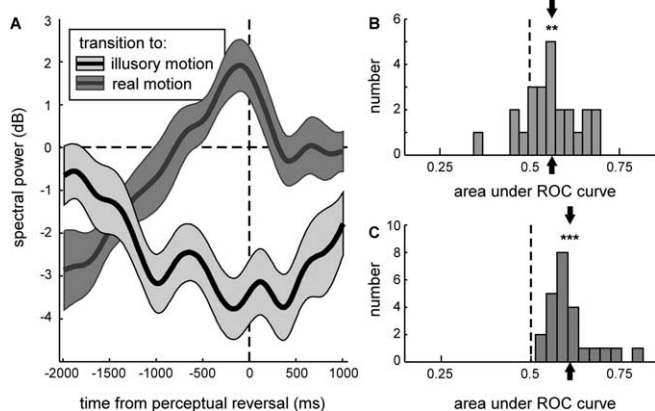 A
transition to:
illusory motion
real motion
spectral power (dB)
3
2
1
0
-1
-2
-3
-4
-5
-2000 -1500 -1000 -500 0 500 1000
time from perceptual reversal (ms)
B
number
6
4
2
0
**
0.25 0.5 0.75
area under ROC curve
C
number
10
8
6
4
2
0
***
0.25 0.5 0.75
area under ROC curve